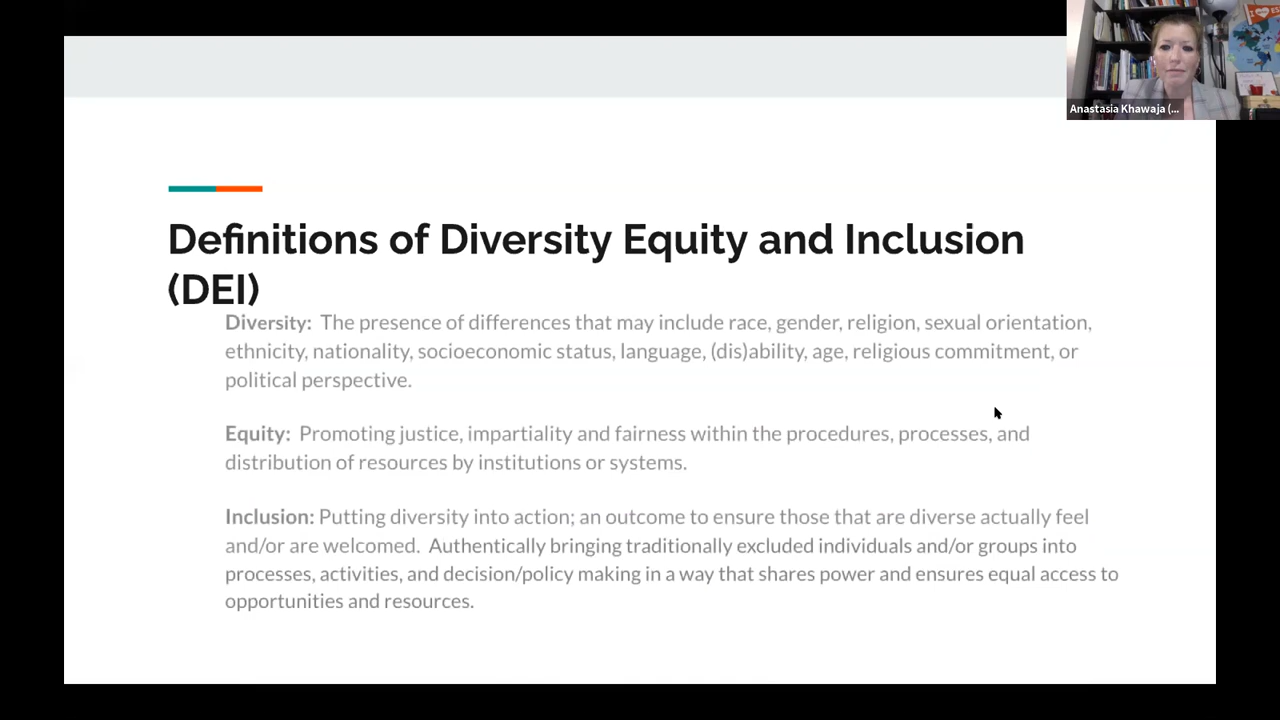 Anastasia Khawaja (...
Definitions of Diversity Equity and Inclusion
(DEI)
Diversity: The presence of differences that may include race, gender, religion, sexual orientation,
ethnicity, nationality, socioeconomic status, language, (dis)ability, age, religious commitment, or
political perspective.
Equity: Promoting justice, impartiality and fairness within the procedures, processes, and
distribution of resources by institutions or systems.
Inclusion: Putting diversity into action; an outcome to ensure those that are diverse actually feel
and/or are welcomed. Authentically bringing traditionally excluded individuals and/or groups into
processes, activities, and decision/policy making in a way that shares power and ensures equal access to
opportunities and resources.